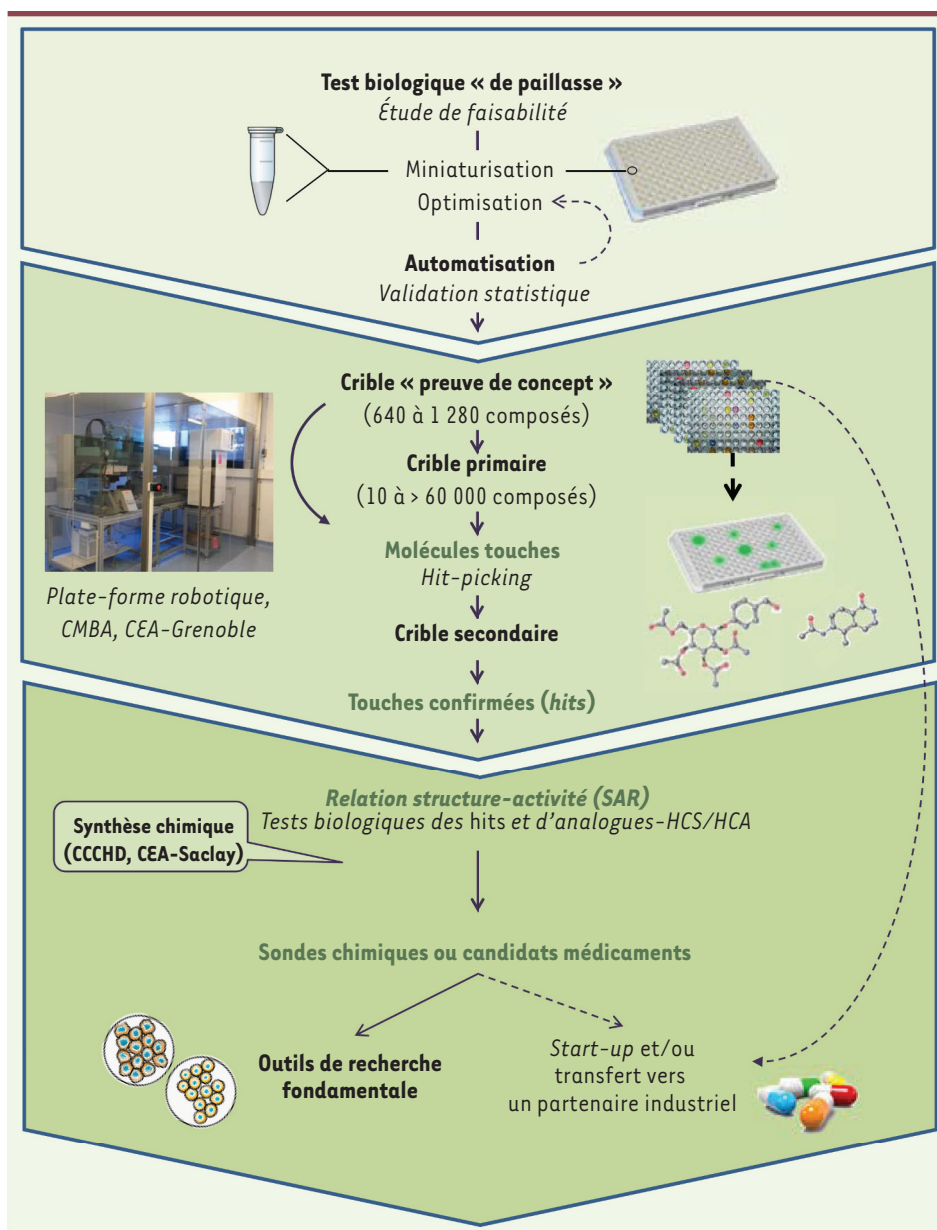 Test biologique « de paillasse »
Étude de faisabilité
Miniaturisation
Optimisation
Automatisation
Validation statistique
Crible « preuve de concept »
(640 à 1 280 composés)
Crible primaire
(10 à > 60 000 composés)
Molécules touches
Hit-picking
Plate-forme robotique,
CMBA, CEA-Grenoble
Crible secondaire
Touches confirmées (hits)
Relation structure-activité (SAR)
Tests biologiques des hits et d’analogues-HCS/HCA
Synthèse chimique
(CCCHD, CEA-Saclay)
Sondes chimiques ou candidats médicaments
Outils de recherche
fondamentale
Start-up et/ou
transfert vers
un partenaire industriel